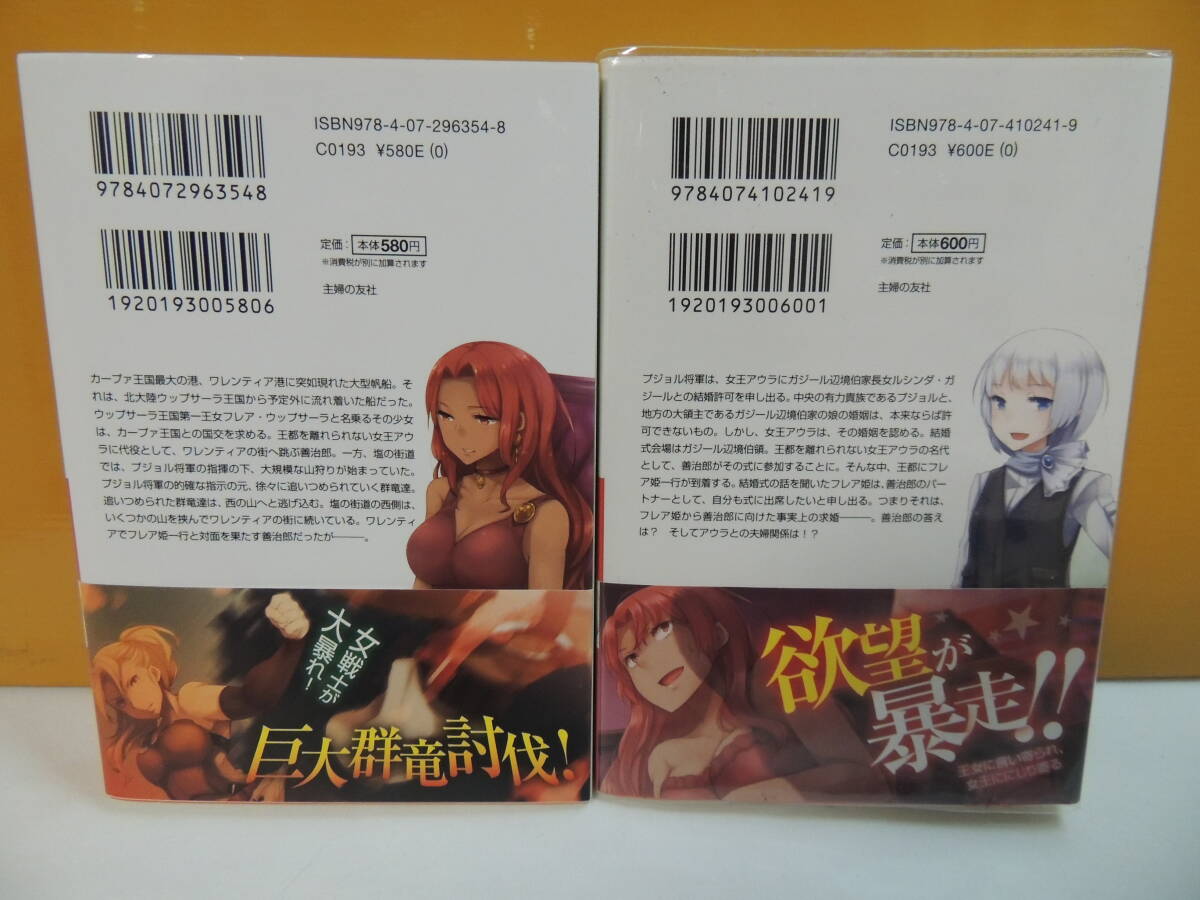 ISBN978-4-07-296354-8
C0193 ¥580E (0)
9784072963548
定価：本体580円
※消費税が別に加算されます
1920193005806
主婦の友社
カープァ王国最大の港、ワレンティア港に突如現れた大型帆船。そ
れは、北大陸ウップサーラ王国から予定外に流れ着いた船だった。
ウップサーラ王国第一王女フレア・ウップサーラと名乗るその少女
は、カープァ王国との国交を求める。王都を離れられない女王アウ
ラに代役として、ワレンティアの街へ跳ぶ善治郎。一方、塩の街道
では、プジョル将軍の指揮の下、大規模な山狩りが始まっていた。
プジョル将軍の的確な指示の元、徐々に追いつめられていく群竜達。
追いつめられた群竜達は、西の山へと逃げ込む。塩の街道の西側は、
いくつかの山を挟んでワレンティアの街に続いている。ワレンティ
アでフレア姫一行と対面を果たす善治郎だったが―――。
女戦士が
大暴れ！
巨大群竜討伐！
ISBN978-4-07-410241-9
C0193 ¥600E (0)
9784074102419
定価：本体600円
※消費税が別に加算されます
1920193006001
主婦の友社
プジョル将軍は、女王アウラにガジール辺境伯家長女ルシンダ・ガ
ジールとの結婚許可を申し出る。中央の有力貴族であるプジョルと、
地方の大領主であるガジール辺境伯家の娘の婚姻は、本来ならば許
可できないもの。しかし、女王アウラは、その婚姻を認める。結婚
式会場はガジール辺境伯領。王都を離れられない女王アウラの名代
として、善治郎がその式に参加することに。そんな中、王都にフレ
ア姫一行が到着する。結婚式の話を聞いたフレア姫は、善治郎のパー
トナーとして、自分も式に出席したいと申し出る。つまりそれは、
フレア姫から善治郎に向けた事実上の求婚―――。善治郎の答え
は？　そしてアウラとの夫婦関係は！？
欲望が
暴走!!
王女に言い寄られ、
女王ににじり寄る